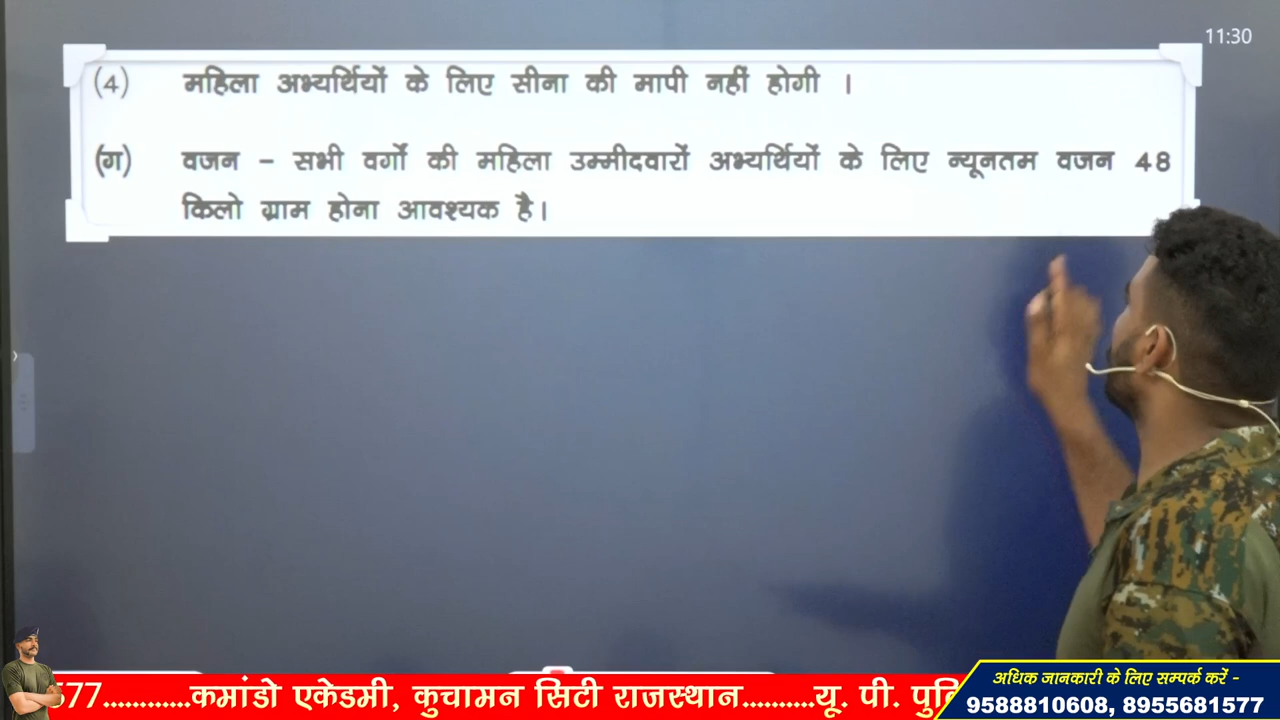 11:30
(4) महिला अभ्यर्थियों के लिए सीना की मापी नहीं होगी ।
(ग) वजन – सभी वर्गों की महिला उम्मीदवारों अभ्यर्थियों के लिए न्यूनतम वजन 48
किलो ग्राम होना आवश्यक है।
577............कमांडो एकेडमी, कुचामन सिटी राजस्थान..........यू. पी.
अधिक जानकारी के लिए सम्पर्क करें -
9588810608, 8955681577